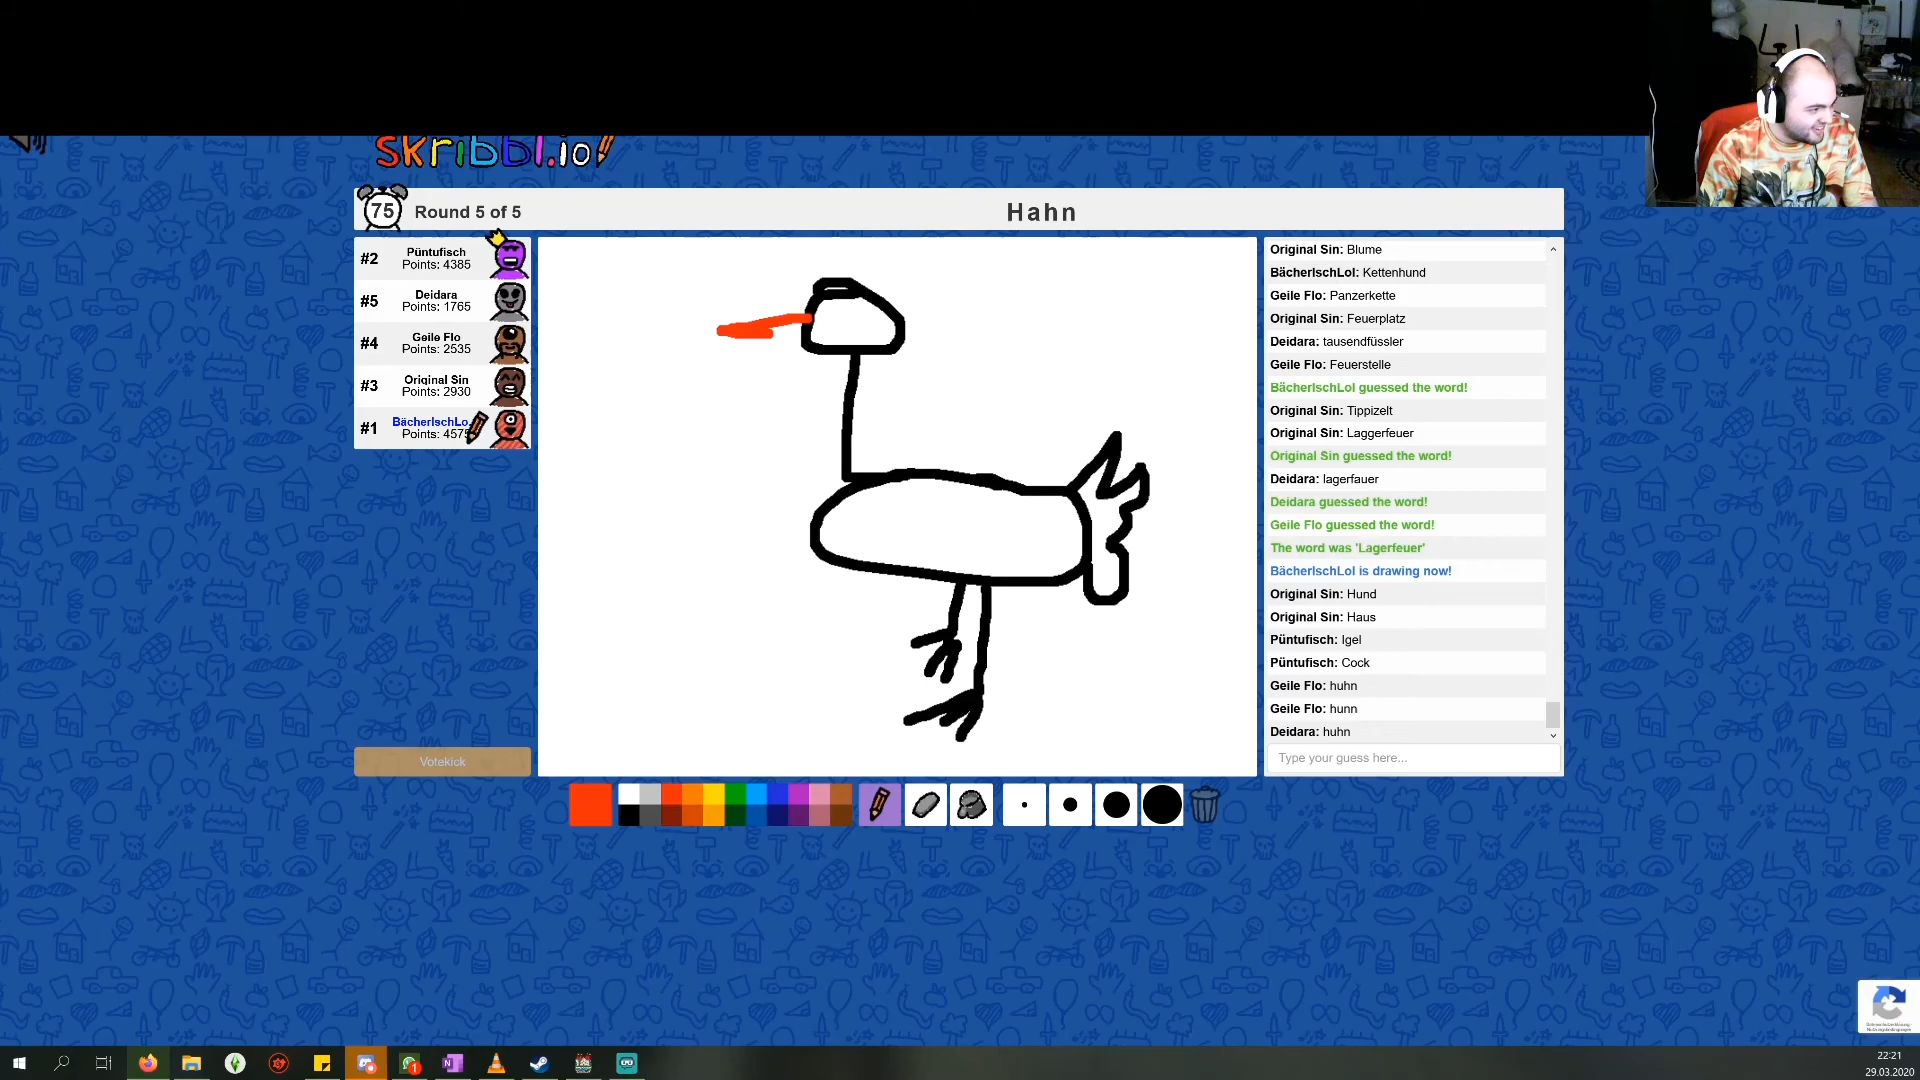 skribbl.io
75
Round 5 of 5
Hahn
#2
Püntufisch
Points: 4385
#5
Deidara
Points: 1765
#4
Geile Flo
Points: 2535
#3
Original Sin
Points: 2930
#1
BächerIschLo
Points: 4575
Votekick
Original Sin: Blume
BächerIschLol: Kettenhund
Geile Flo: Panzerkette
Original Sin: Feuerplatz
Deidara: tausendfüssler
Geile Flo: Feuerstelle
BächerIschLol guessed the word!
Original Sin: Tippizelt
Original Sin: Laggerfeuer
Original Sin guessed the word!
Deidara: lagerfauer
Deidara guessed the word!
Geile Flo guessed the word!
The word was 'Lagerfeuer'
BächerIschLol is drawing now!
Original Sin: Hund
Original Sin: Haus
Püntufisch: Igel
Püntufisch: Cock
Geile Flo: huhn
Geile Flo: hunn
Deidara: huhn
Type your guess here...
1
22:21
29.03.2020